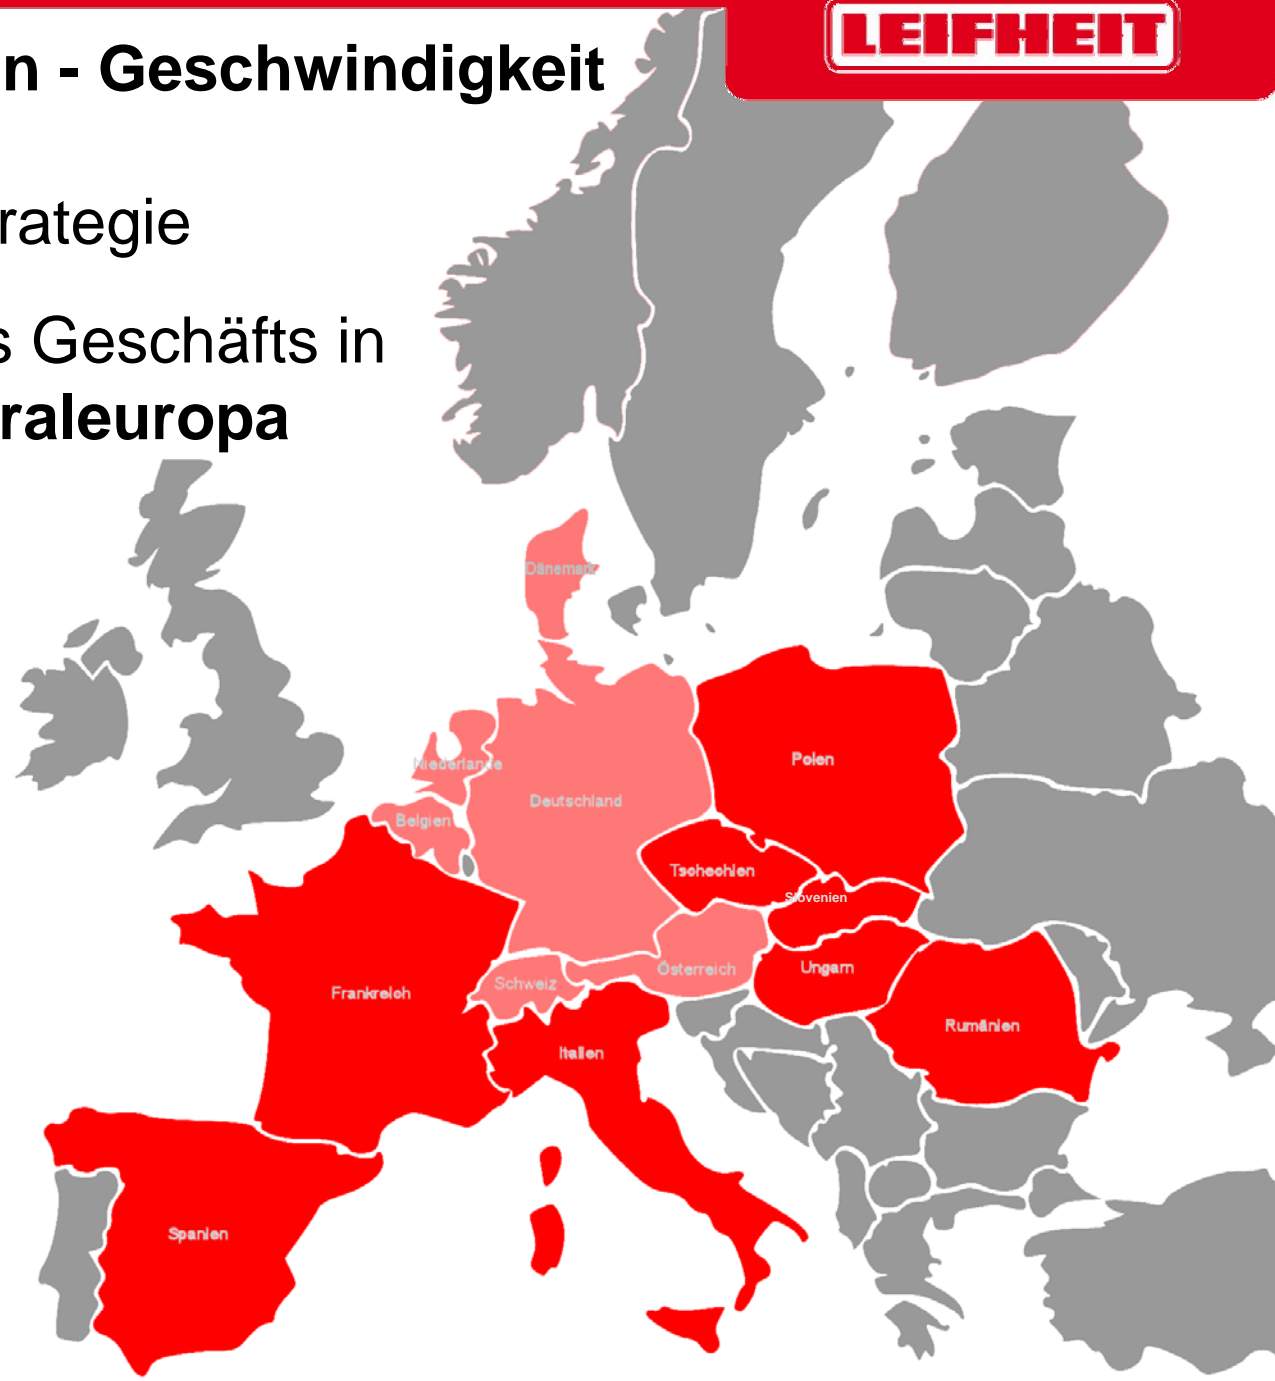 LEIFHEIT
n - Geschwindigkeit
rategie
s Geschäfts in
raleuropa
Dänemark
Niederlande
Deutschland
Polen
Belgien
Tschechien
Slovenien
Österreich
Ungarn
Schweiz
Frankreich
Rumänien
Italien
Spanien